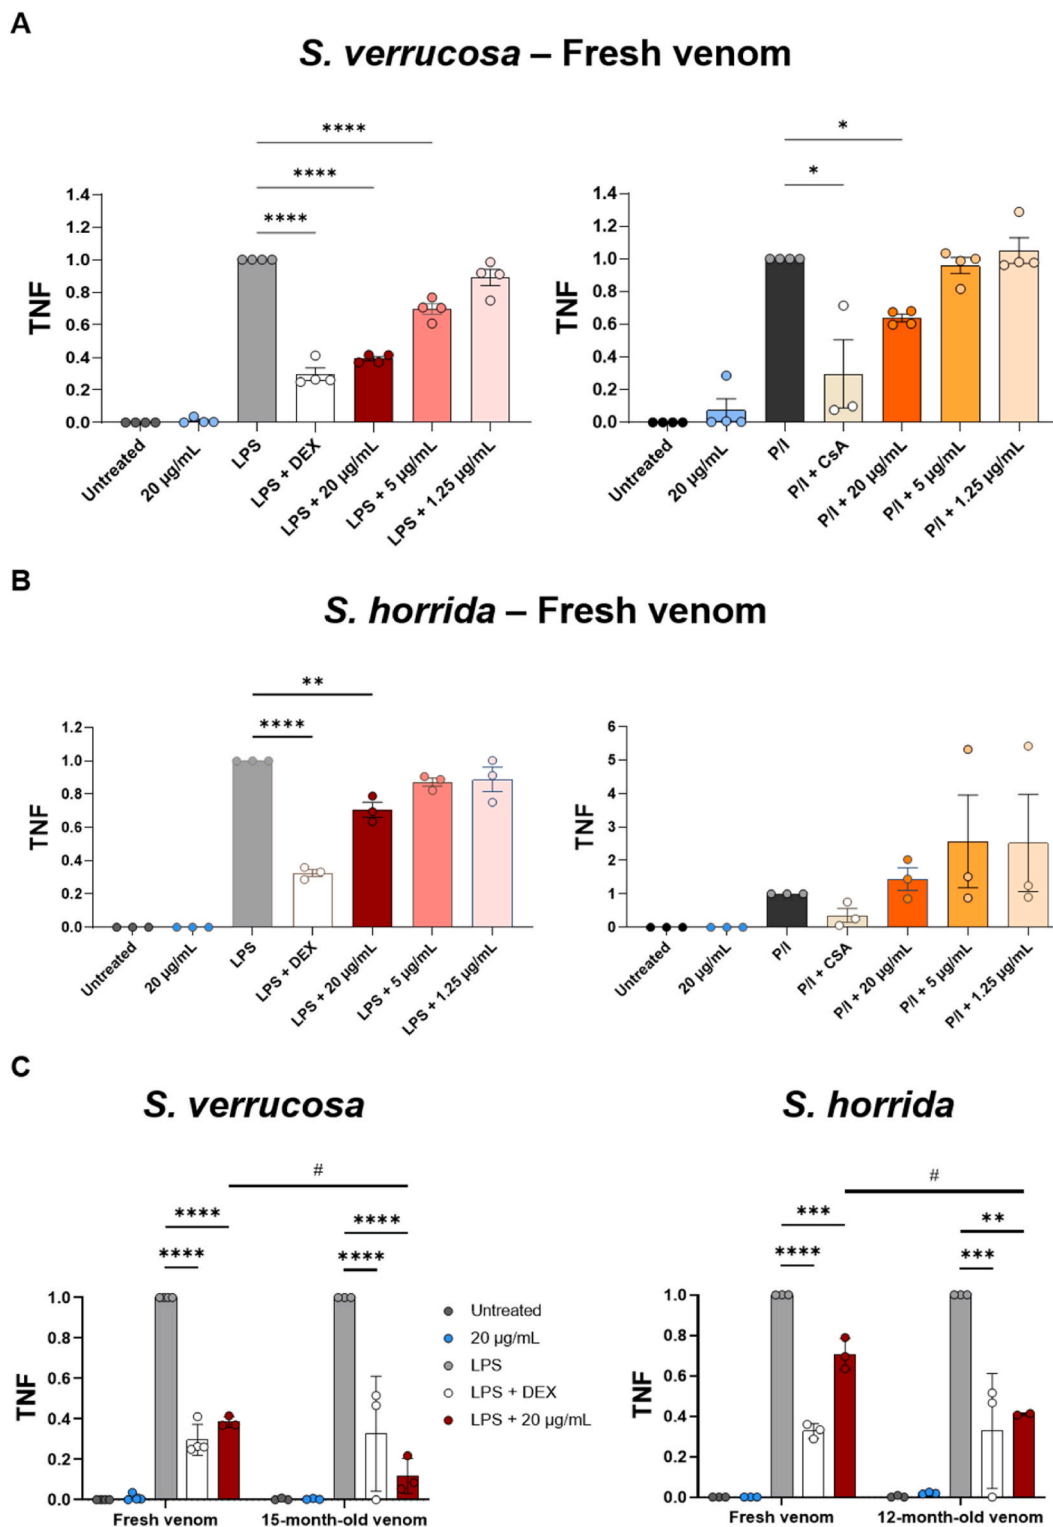 A
S. verrucosa – Fresh venom
****
****
****
TNF
1.4
1.2
1.0
0.8
0.6
0.4
0.2
0.0
Untreated
20 µg/mL
LPS
LPS + DEX
LPS + 20 µg/mL
LPS + 5 µg/mL
LPS + 1.25 µg/mL
*
*
TNF
1.4
1.2
1.0
0.8
0.6
0.4
0.2
0.0
Untreated
20 µg/mL
P/I
P/I + CsA
P/I + 20 µg/mL
P/I + 5 µg/mL
P/I + 1.25 µg/mL
B
S. horrida – Fresh venom
**
****
TNF
1.2
1.0
0.8
0.6
0.4
0.2
0.0
Untreated
20 µg/mL
LPS
LPS + DEX
LPS + 20 µg/mL
LPS + 5 µg/mL
LPS + 1.25 µg/mL
TNF
6
5
4
3
2
1
0
Untreated
20 µg/mL
P/I
P/I + CSA
P/I + 20 µg/mL
P/I + 5 µg/mL
P/I + 1.25 µg/mL
C
S. verrucosa
#
****
****
****
****
TNF
1.0
0.8
0.6
0.4
0.2
0.0
Fresh venom
15-month-old venom
Untreated
20 µg/mL
LPS
LPS + DEX
LPS + 20 µg/mL
S. horrida
#
***
**
****
***
TNF
1.0
0.8
0.6
0.4
0.2
0.0
Fresh venom
12-month-old venom